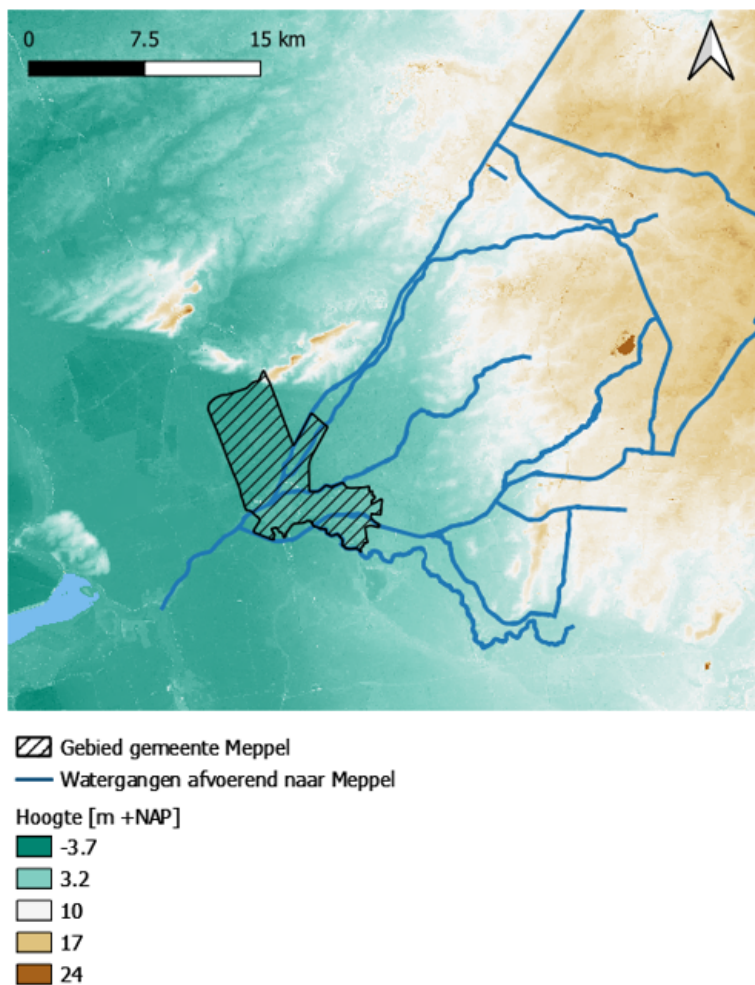 0 7.5 15 km
Gebied gemeente Meppel
Watergangen afvoerend naar Meppel
Hoogte [m +NAP]
-3.7
3.2
10
17
24